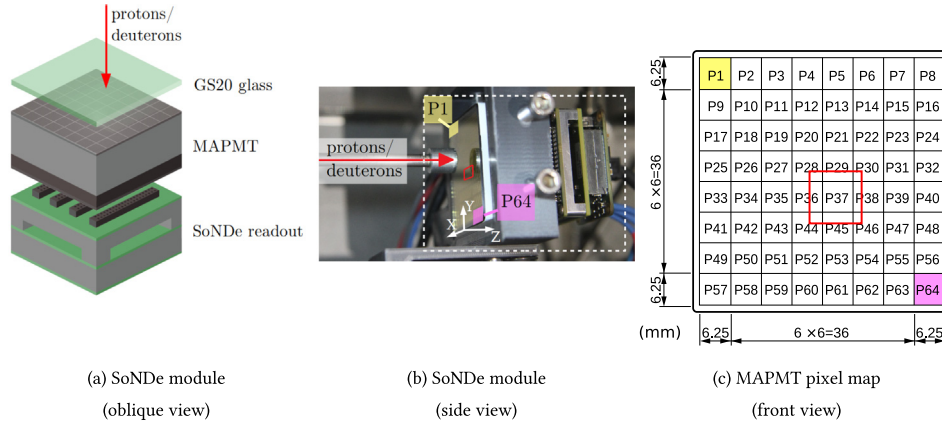 protons/
deuterons
GS20 glass
MAPMT
SoNDe readout
(a) SoNDe module
(oblique view)
P1
protons/
deuterons
P64
Y
X
Z
(b) SoNDe module
(side view)
6.25
6 ×6=36
6.25
P1 P2 P3 P4 P5 P6 P7 P8
P9 P10 P11 P12 P13 P14 P15 P16
P17 P18 P19 P20 P21 P22 P23 P24
P25 P26 P27 P28 P29 P30 P31 P32
P33 P34 P35 P36 P37 P38 P39 P40
P41 P42 P43 P44 P45 P46 P47 P48
P49 P50 P51 P52 P53 P54 P55 P56
P57 P58 P59 P60 P61 P62 P63 P64
(mm) 6.25 6 ×6=36 6.25
(c) MAPMT pixel map
(front view)